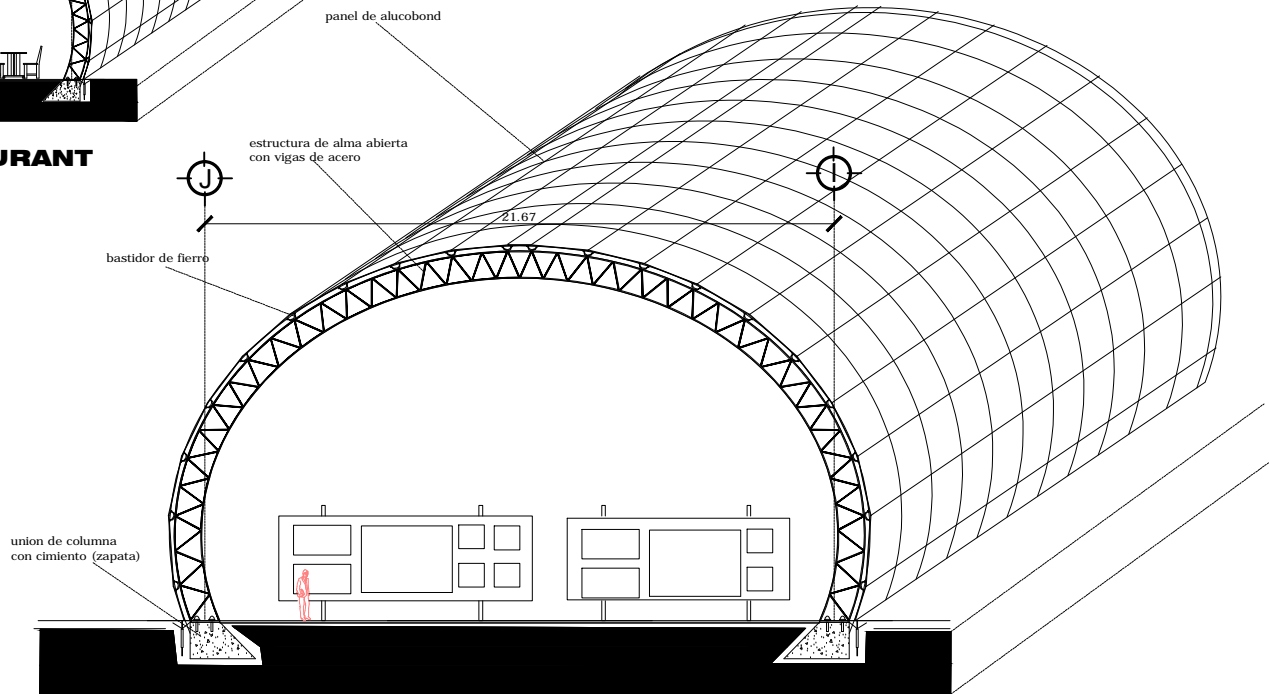 panel de alucobond
estructura de alma abierta
con vigas de acero
URANT
J
I
21.67
bastidor de fierro
union de columna
con cimiento (zapata)